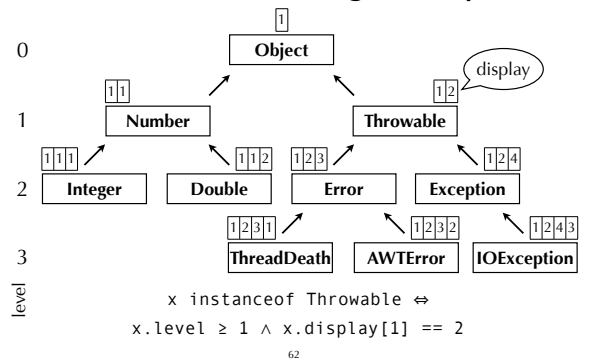 1
0 Object
display
1 1 1 2
1 Number Throwable
1 1 1 1 1 2 1 2 3 1 2 4
2 Integer Double Error Exception
1 2 3 1 1 2 3 2 1 2 4 3
3 ThreadDeath AWTError IOException
level
x instanceof Throwable ⇔
x.level ≥ 1 ∧ x.display[1] == 2
62